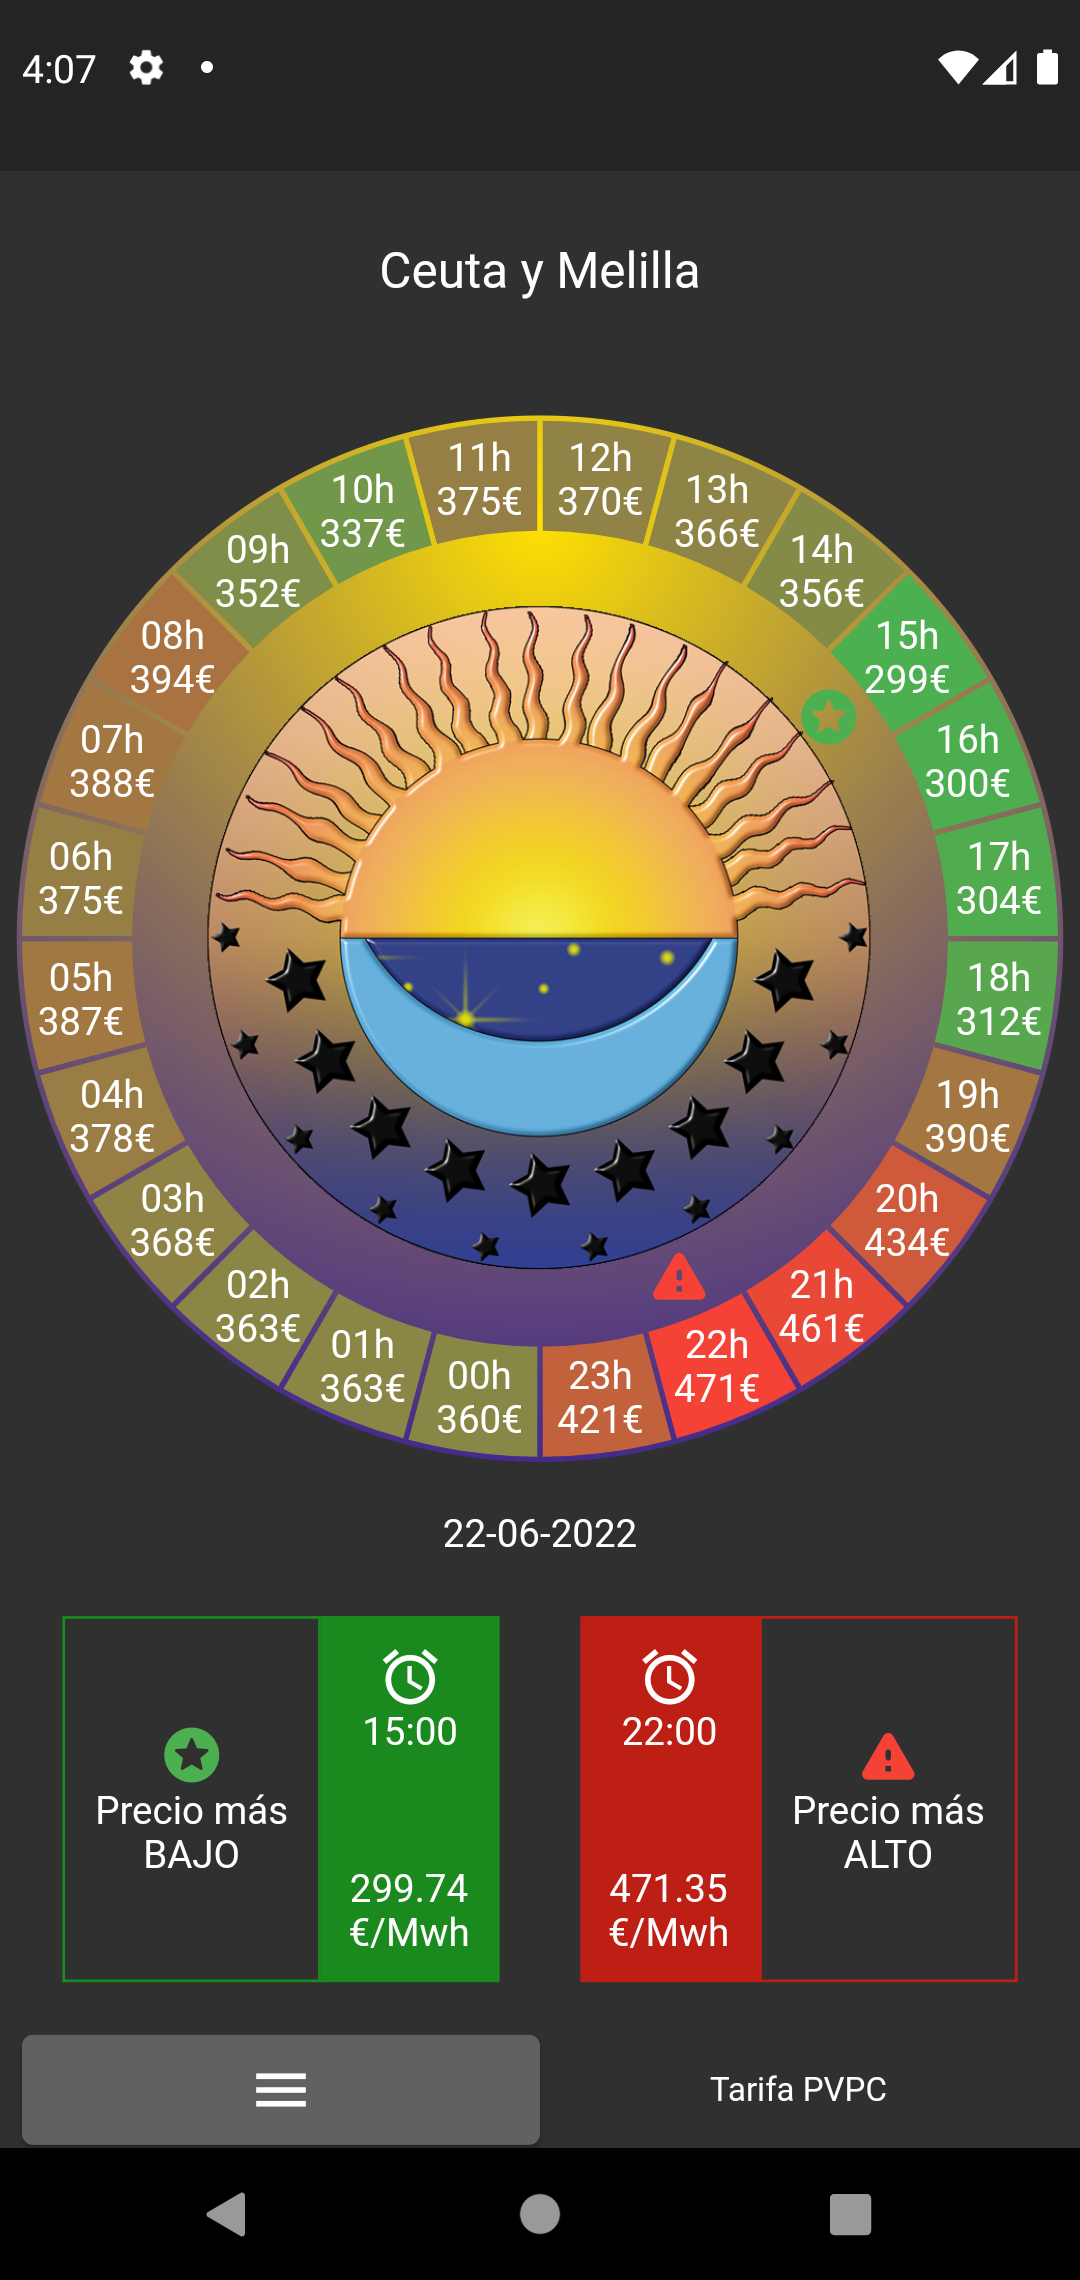 4:07
Ceuta y Melilla
11h
375€
12h
370€
10h
337€
13h
366€
09h
352€
14h
356€
08h
394€
15h
299€
07h
388€
16h
300€
06h
375€
17h
304€
05h
387€
18h
312€
04h
378€
19h
390€
03h
368€
20h
434€
02h
363€
21h
461€
01h
363€
22h
471€
00h
360€
23h
421€
22-06-2022
Precio más
BAJO
15:00
299.74
€/Mwh
22:00
471.35
€/Mwh
Precio más
ALTO
Tarifa PVPC